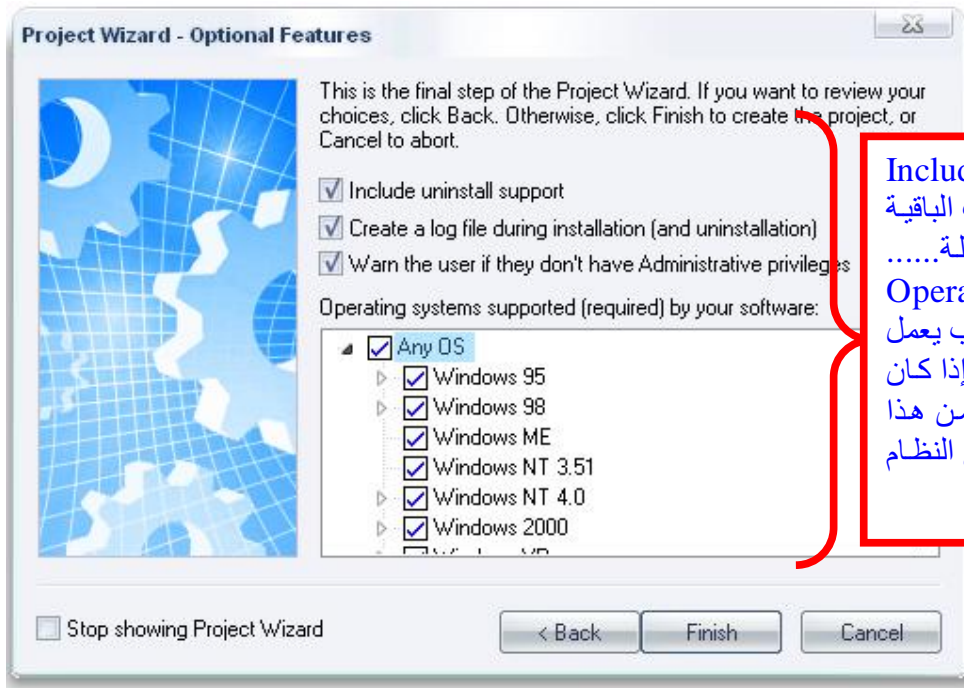 Project Wizard - Optional Features
This is the final step of the Project Wizard. If you want to review your
choices, click Back. Otherwise, click Finish to create the project, or
Cancel to abort.
Include uninstall support
Create a log file during installation (and uninstallation)
Warn the user if they don't have Administrative privileges
Operating systems supported (required) by your software:
Any OS
Windows 95
Windows 98
Windows ME
Windows NT 3.51
Windows NT 4.0
Windows 2000
Stop showing Project Wizard
< Back
Finish
Cancel
الباقية
......
يعمل
إذا كان
هذا
النظام